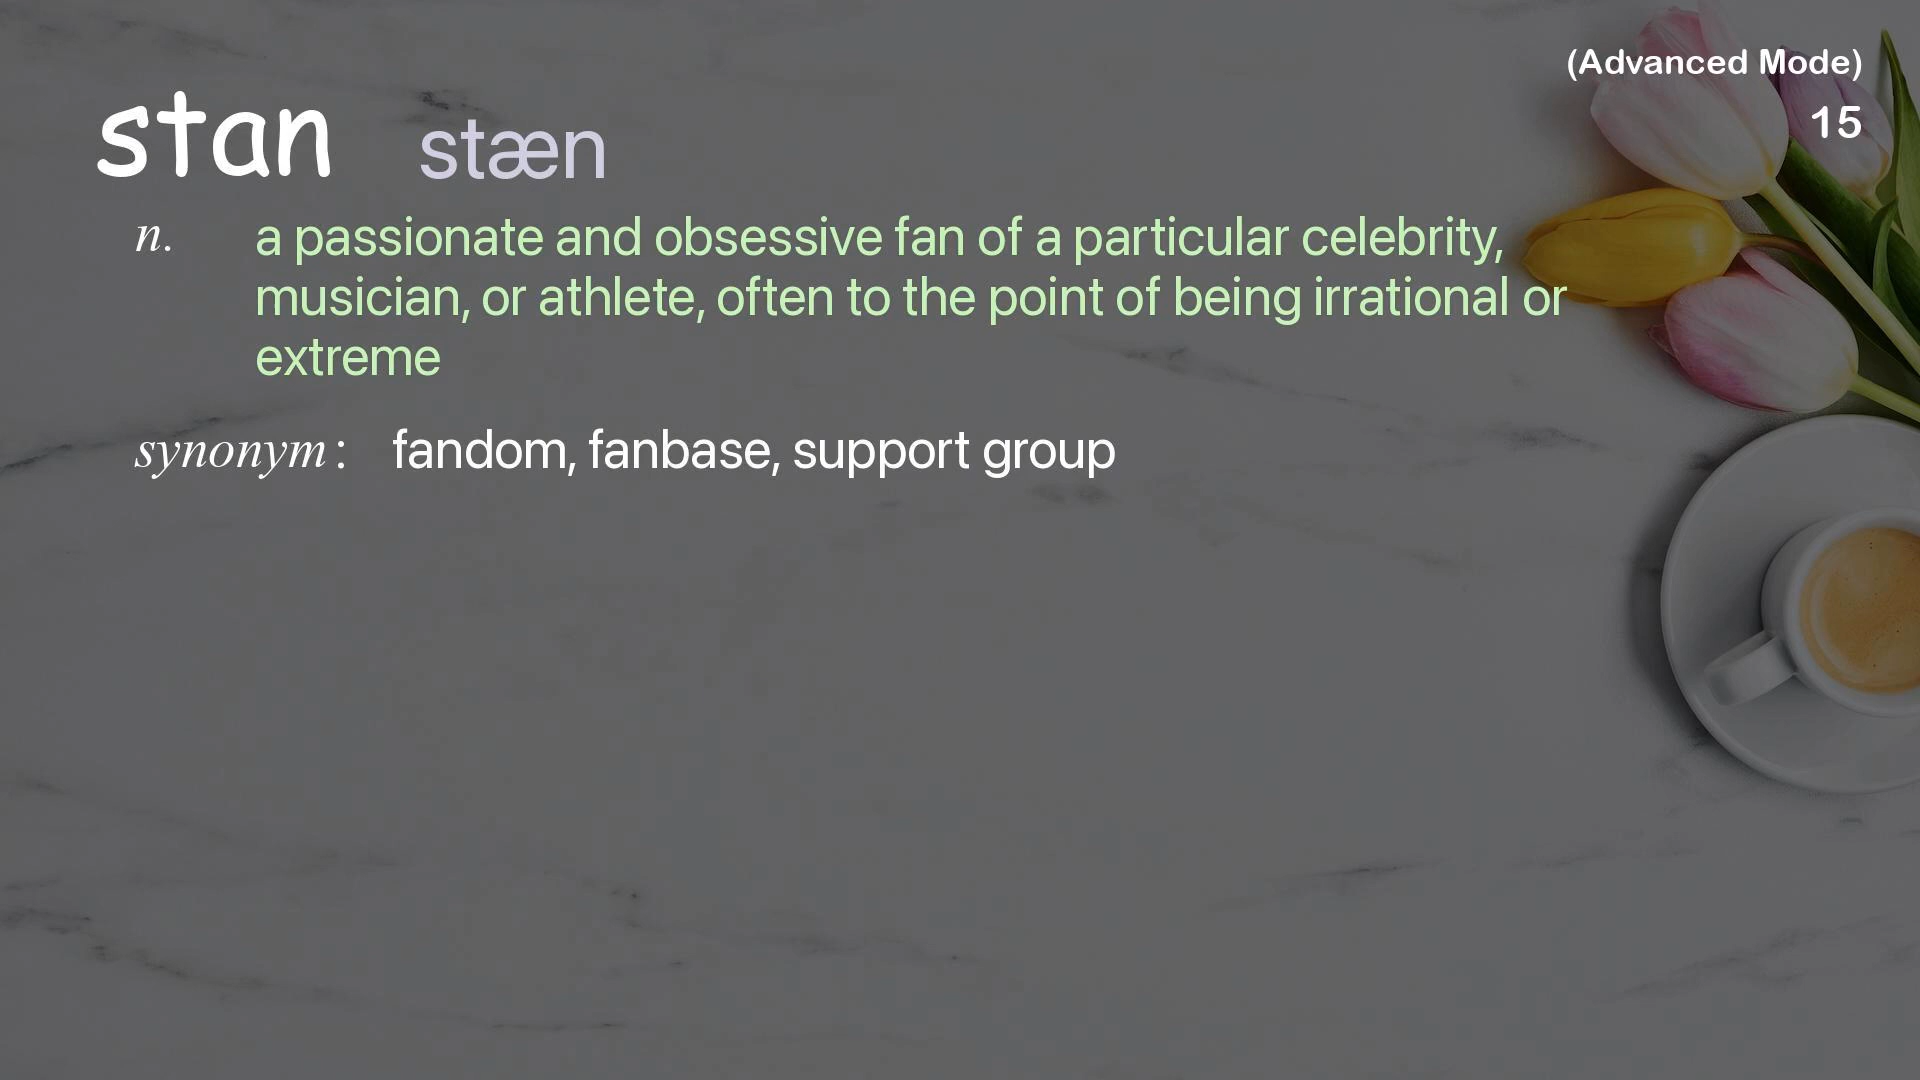 (Advanced Mode)
15
stan stæn
n. a passionate and obsessive fan of a particular celebrity,
musician, or athlete, often to the point of being irrational or
extreme
synonym : fandom, fanbase, support group